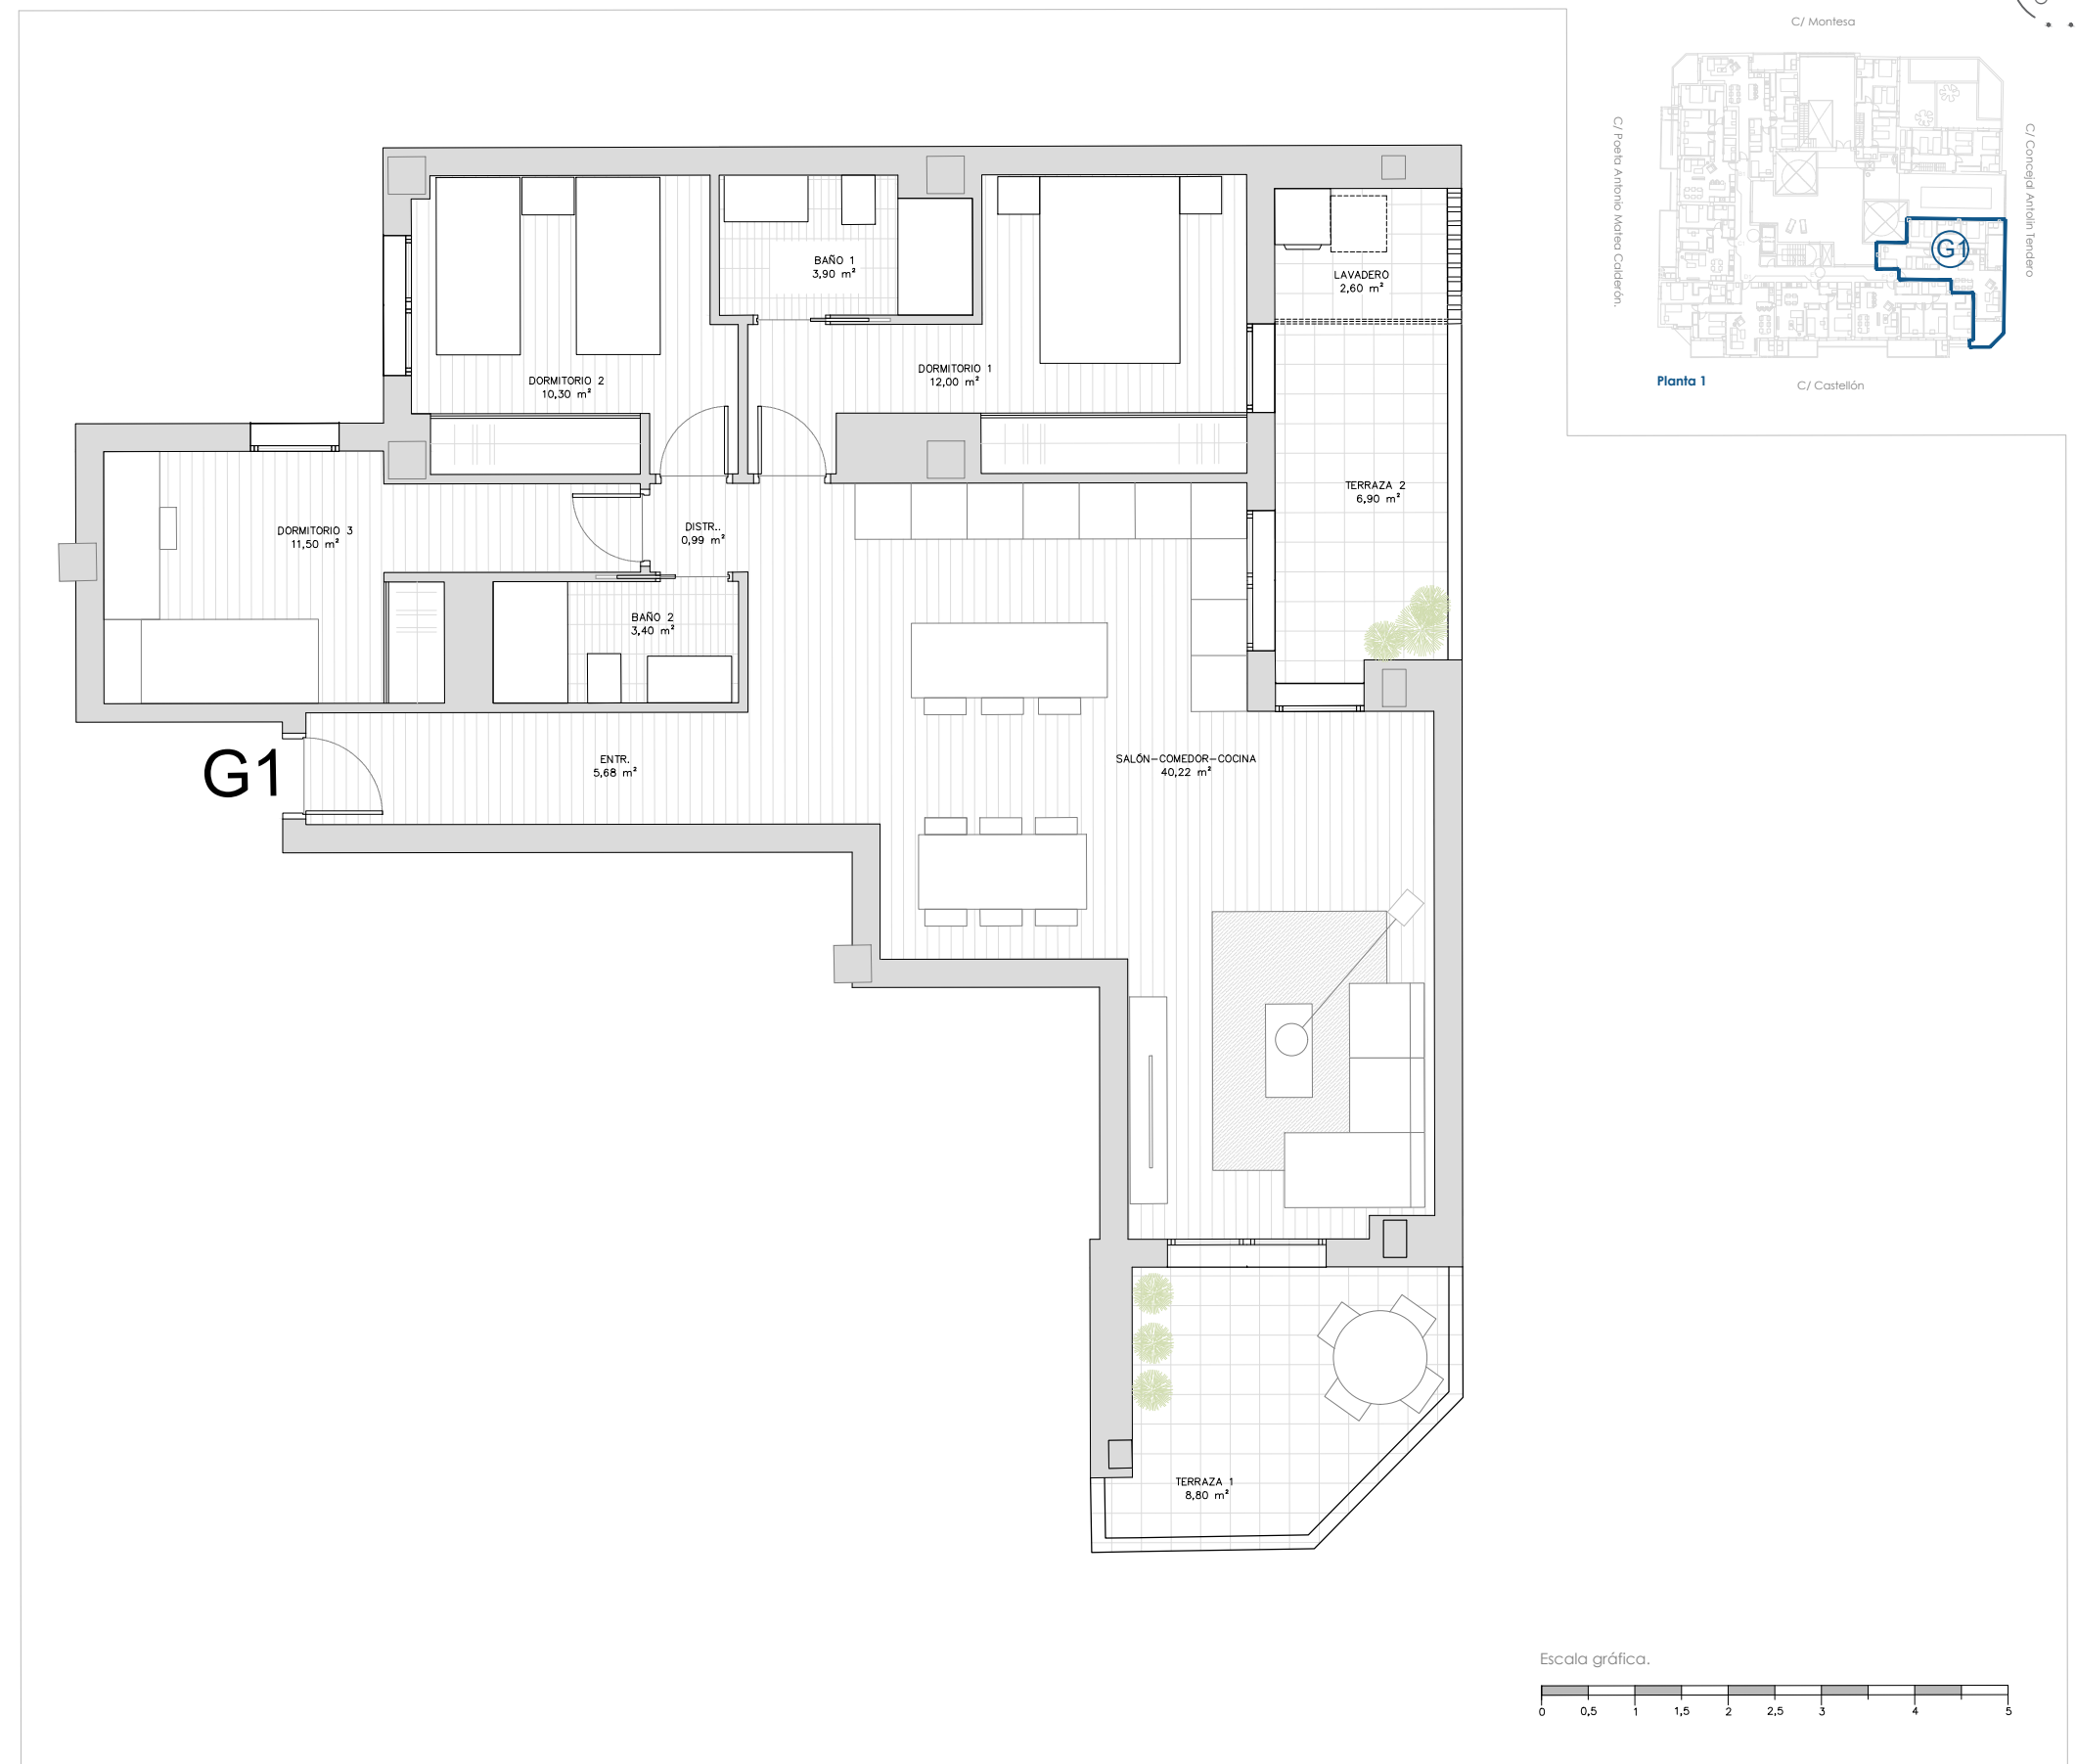 C/ Montesa
C/ Poeta Antonio Matea Calderón.
C/ Concejal Antolín Tendero
G1
Planta 1
C/ Castellón
BAÑO 1
3,90 m²
LAVADERO
2,60 m²
DORMITORIO 2
10,30 m²
DORMITORIO 1
12,00 m²
TERRAZA 2
6,90 m²
DORMITORIO 3
11,50 m²
DISTR..
0,99 m²
BAÑO 2
3,40 m²
G1
ENTR.
5,68 m²
SALÓN-COMEDOR-COCINA
40,22 m²
TERRAZA 1
8,80 m²
Escala gráfica.
0 0,5 1 1,5 2 2,5 3 4 5